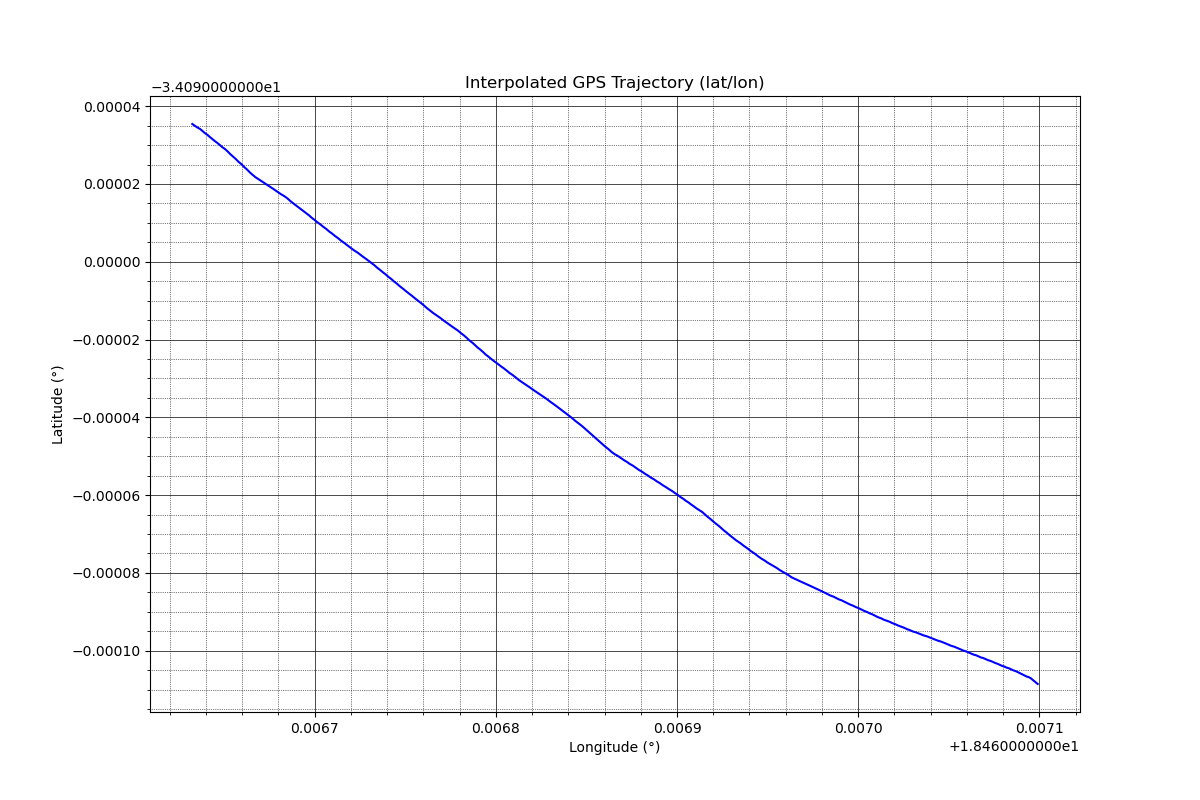 Interpolated GPS Trajectory (lat/lon)
−3.4090000000e1
0.00004
0.00002
0.00000
−0.00002
−0.00004
−0.00006
−0.00008
−0.00010
Latitude (°)
0.0067
0.0068
0.0069
0.0070
0.0071
Longitude (°)
+1.8460000000e1